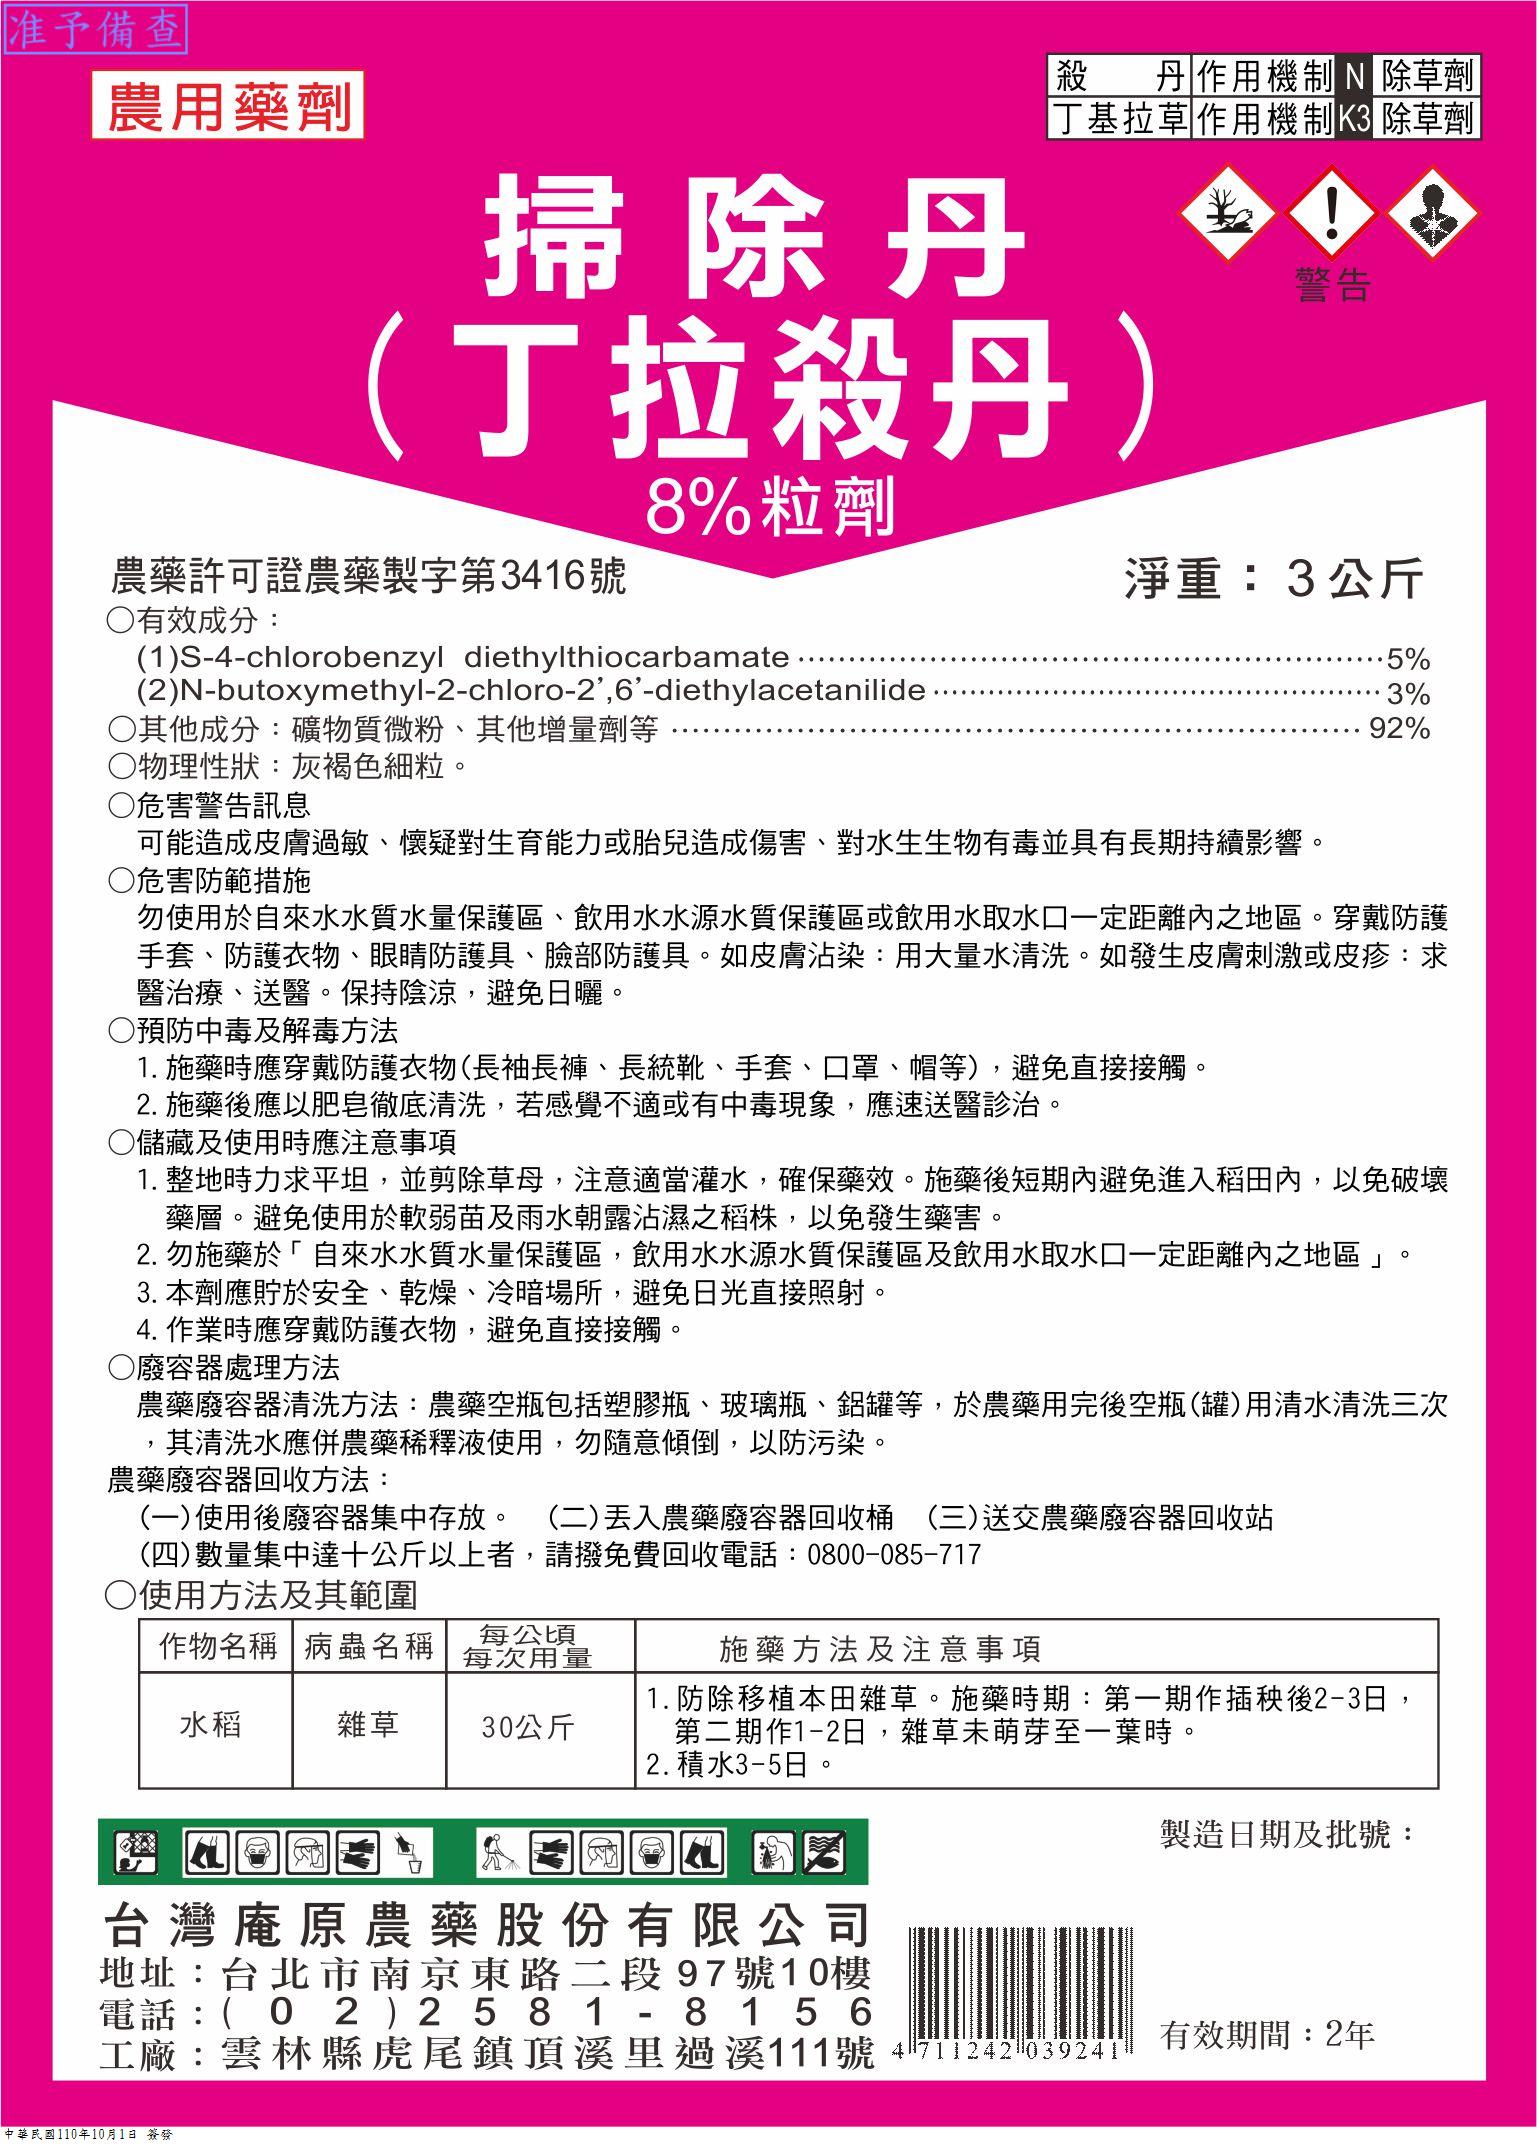 准予備查
農用藥劑
殺 丹 作用機制 N 除草劑
丁基拉草 作用機制 K3 除草劑
掃除丹
警告
(丁拉殺丹)
8%粒劑
農藥許可證農藥製字第3416號
淨重：3公斤
○有效成分：
(1)S-4-chlorobenzyl diethylthiocarbamate ⋯⋯⋯⋯⋯⋯⋯⋯⋯⋯⋯⋯⋯⋯⋯⋯5%
(2)N-butoxymethyl-2-chloro-2’,6’-diethylacetanilide ⋯⋯⋯⋯⋯⋯⋯⋯⋯⋯⋯⋯ 3%
○其他成分：礦物質微粉、其他增量劑等 ⋯⋯⋯⋯⋯⋯⋯⋯⋯⋯⋯⋯⋯⋯⋯⋯⋯⋯⋯ 92%
○物理性狀：灰褐色細粒。
○危害警告訊息
可能造成皮膚過敏、懷疑對生育能力或胎兒造成傷害、對水生生物有毒並具有長期持續影響。
○危害防範措施
勿使用於自來水水質水量保護區、飲用水水源水質保護區或飲用水取水口一定距離內之地區。穿戴防護
手套、防護衣物、眼睛防護具、臉部防護具。如皮膚沾染：用大量水清洗。如發生皮膚刺激或皮疹：求
醫治療、送醫。保持陰涼，避免日曬。
○預防中毒及解毒方法
1. 施藥時應穿戴防護衣物(長袖長褲、長統靴、手套、口罩、帽等)，避免直接接觸。
2. 施藥後應以肥皂徹底清洗，若感覺不適或有中毒現象，應速送醫診治。
○儲藏及使用時應注意事項
1. 整地時力求平坦，並剪除草母，注意適當灌水，確保藥效。施藥後短期內避免進入稻田內，以免破壞
藥層。避免使用於軟弱苗及雨水朝露沾濕之稻株，以免發生藥害。
2. 勿施藥於「自來水水質水量保護區，飲用水水源水質保護區及飲用水取水口一定距離內之地區」。
3. 本劑應貯於安全、乾燥、冷暗場所，避免日光直接照射。
4. 作業時應穿戴防護衣物，避免直接接觸。
○廢容器處理方法
農藥廢容器清洗方法：農藥空瓶包括塑膠瓶、玻璃瓶、鋁罐等，於農藥用完後空瓶(罐)用清水清洗三次
，其清洗水應併農藥稀釋液使用，勿隨意傾倒，以防污染。
農藥廢容器回收方法：
(一)使用後廢容器集中存放。 (二)丟入農藥廢容器回收桶 (三)送交農藥廢容器回收站
(四)數量集中達十公斤以上者，請撥免費回收電話：0800-085-717
○使用方法及其範圍
作物名稱 病蟲名稱 每公頃每次用量 施藥方法及注意事項
水稻 雜草 30公斤 1. 防除移植本田雜草。施藥時期：第一期作插秧後2-3日，
第二期作1-2日，雜草未萌芽至一葉時。
2. 積水3-5日。
製造日期及批號：
台灣庵原農藥股份有限公司
地址：台北市南京東路二段97號10樓
電話：(02)2581-8156
工廠：雲林縣虎尾鎮頂溪里過溪111號
4 711242 039241
有效期間：2年
中華民國110年10月1日 簽發